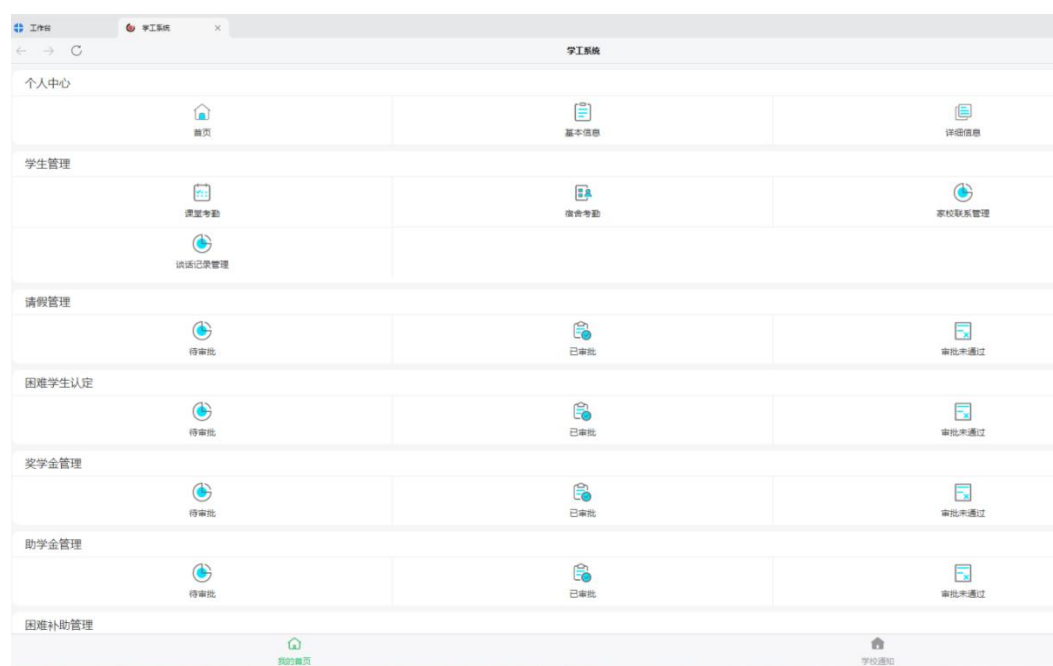 工作台 学工系统
学工系统
个人中心
首页 基本信息 详细信息
学生管理
课堂考勤 宿舍考勤 家校联系管理
谈话记录管理
请假管理
待审批 已审批 审批未通过
困难学生认定
待审批 已审批 审批未通过
奖学金管理
待审批 已审批 审批未通过
助学金管理
待审批 已审批 审批未通过
困难补助管理
我的首页 学校通知